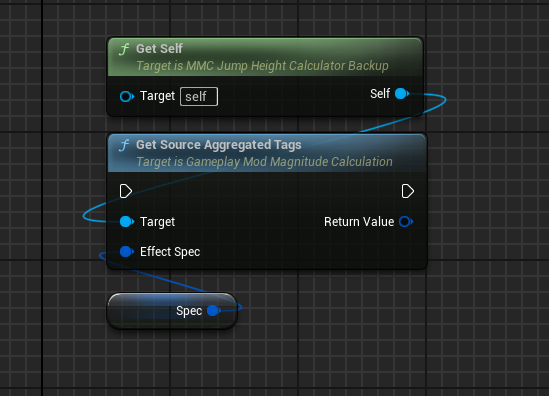 f Get Self
Target is MMC Jump Height Calculator Backup
Target self
Self
f Get Source Aggregated Tags
Target is Gameplay Mod Magnitude Calculation
Target
Return Value
Effect Spec
Spec